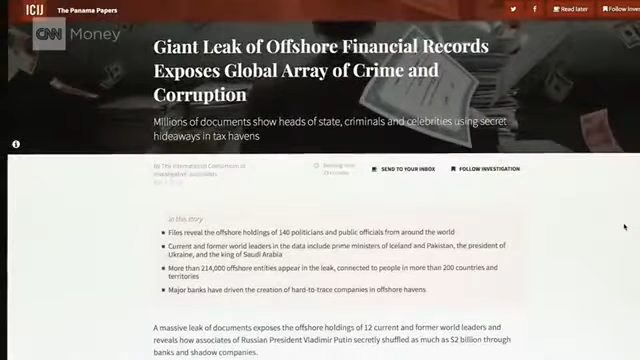 ICIJ The Panama Papers Read later Follow Inves
CNN Money
Giant Leak of Offshore Financial Records
Exposes Global Array of Crime and
Corruption
Millions of documents show heads of state, criminals and celebrities using secret
hideaways in tax havens
By The International Consortium of
SEND TO YOUR INBOX FOLLOW INVESTIGATION
In this story
Files reveal the offshore holdings of 140 politicians and public officials from around the world
Current and former world leaders in the data include prime ministers of Iceland and Pakistan, the president of
Ukraine, and the king of Saudi Arabia
More than 214,000 offshore entities appear in the leak, connected to people in more than 200 countries and
territories
Major banks have driven the creation of hard-to-trace companies in offshore havens
A massive leak of documents exposes the offshore holdings of 12 current and former world leaders and
reveals how associates of Russian President Vladimir Putin secretly shuffled as much as $2 billion through
banks and shadow companies.